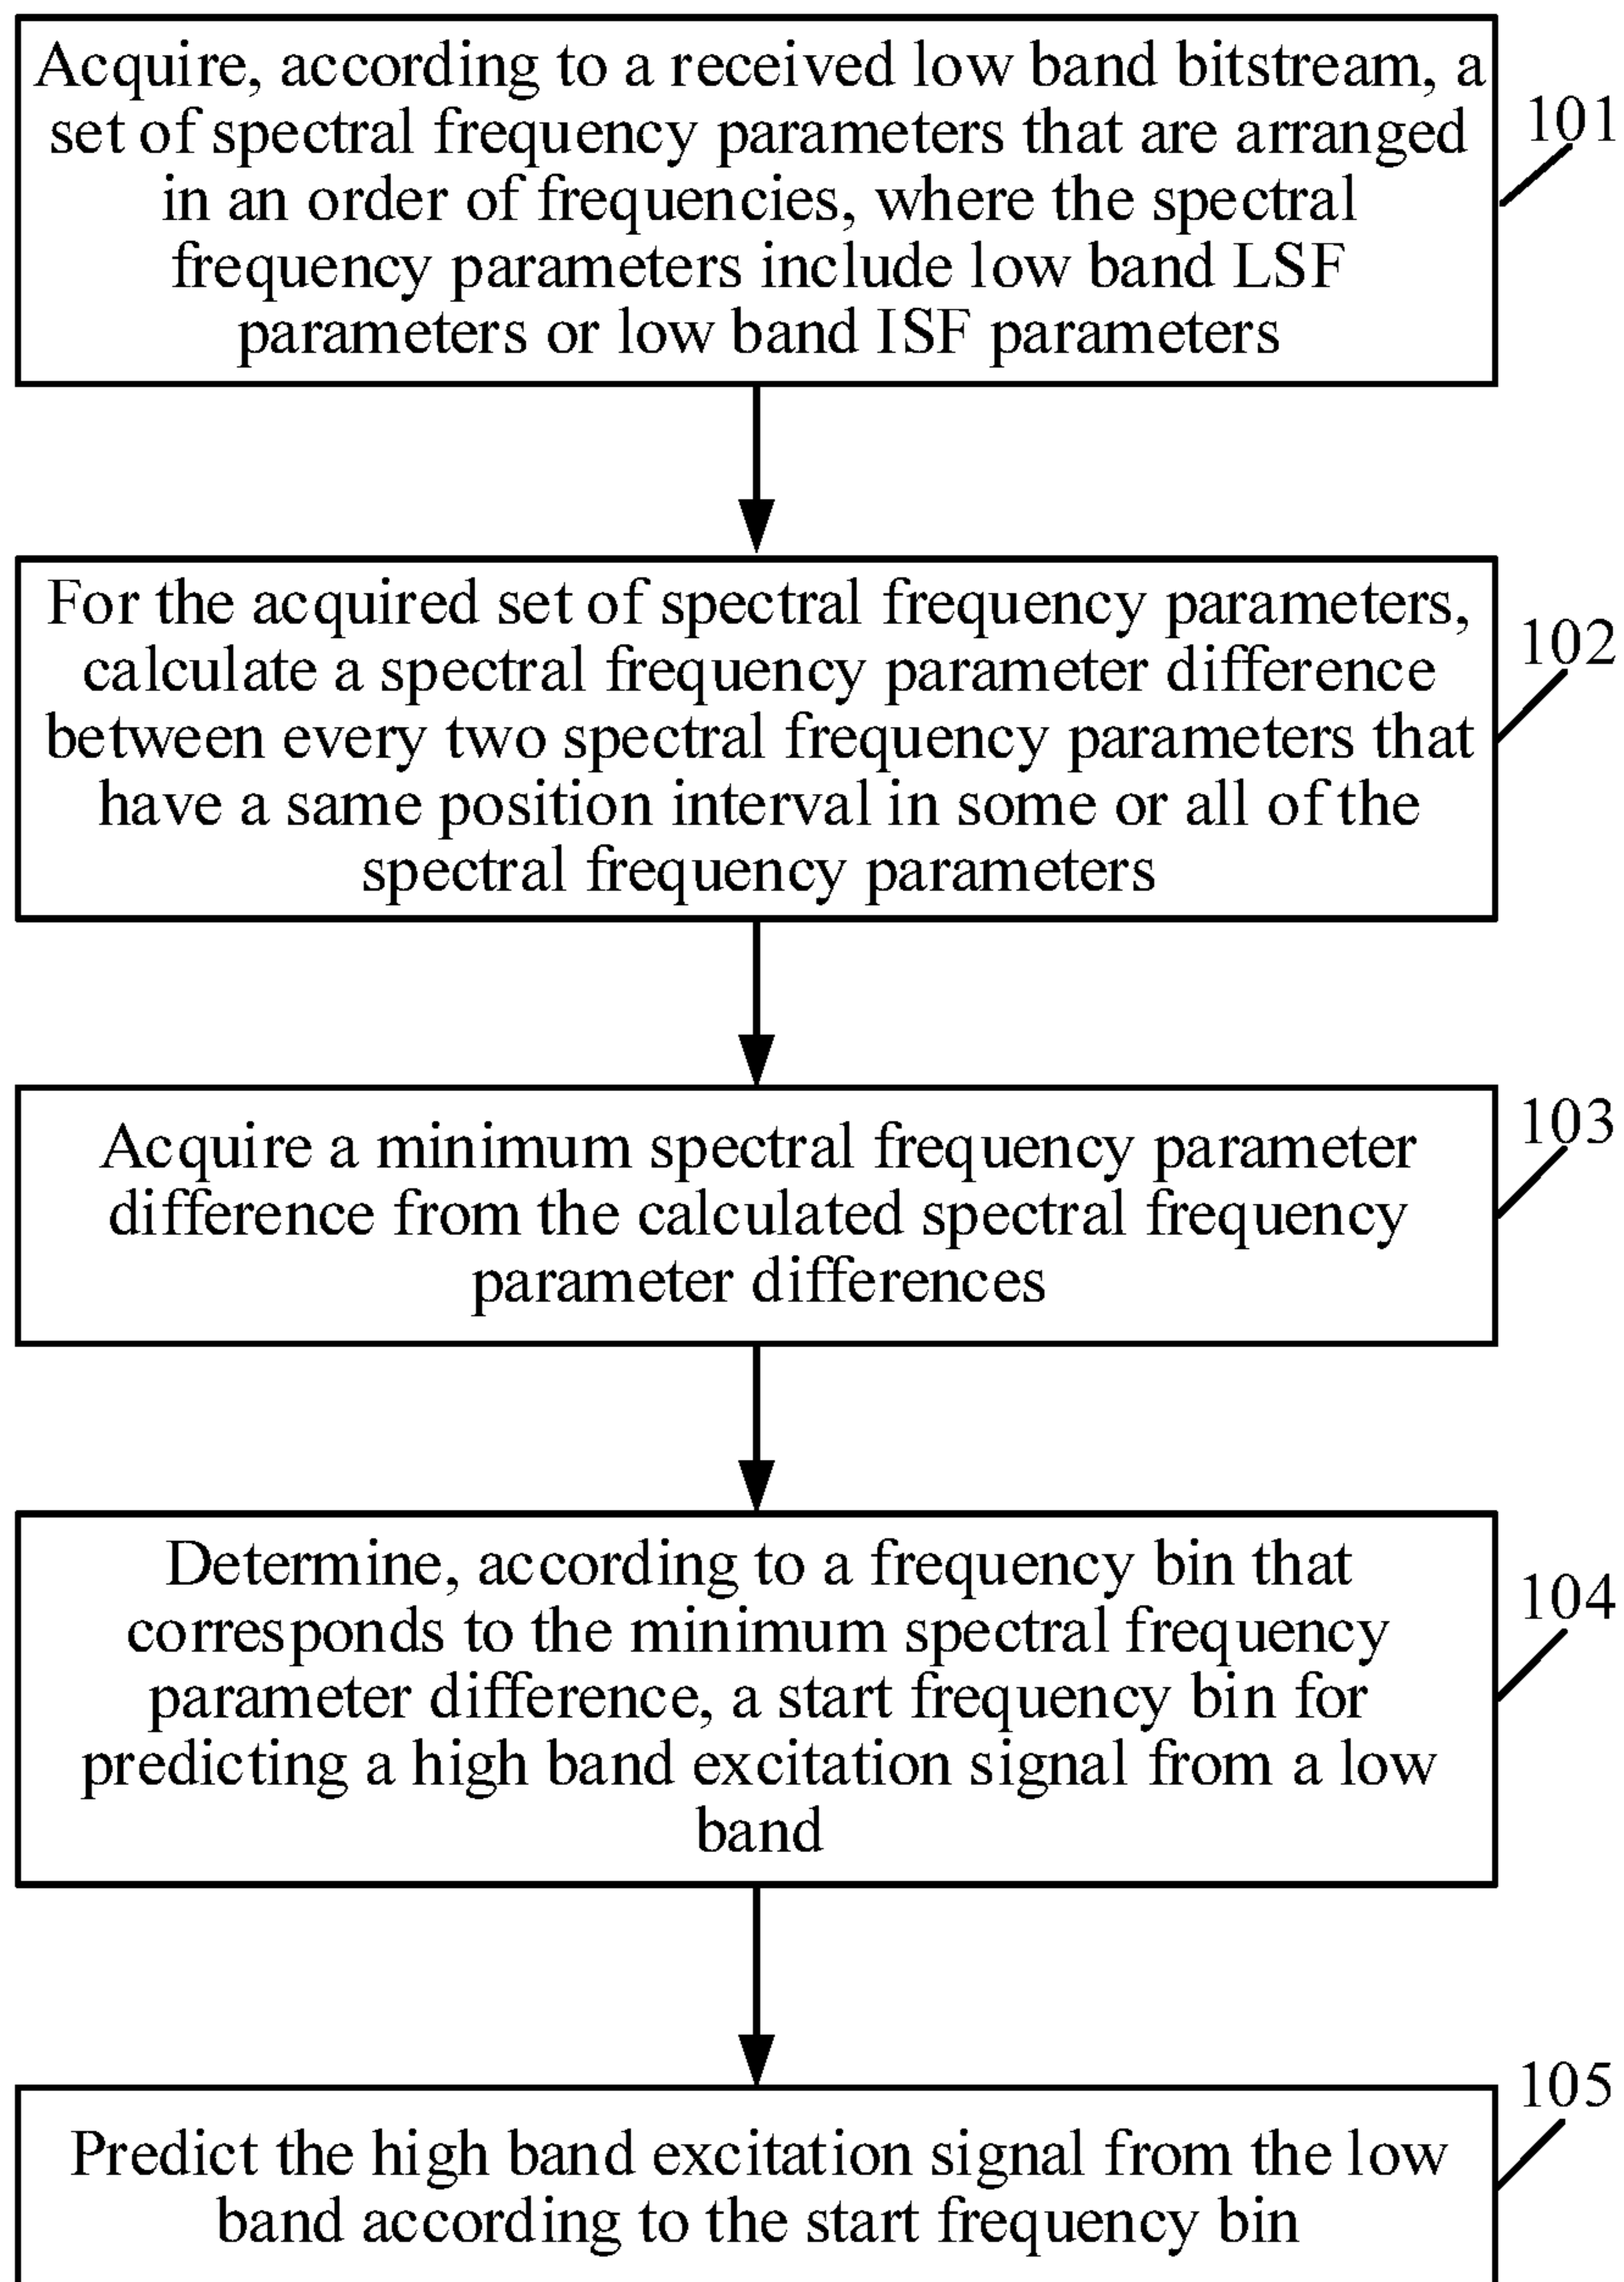 Acquire, according to a received low band bitstream, a
set of spectral frequency parameters that are arranged
in an order of frequencies, where the spectral
frequency parameters include low band LSF
parameters or low band ISF parameters
101
For the acquired set of spectral frequency parameters,
calculate a spectral frequency parameter difference
between every two spectral frequency parameters that
have a same position interval in some or all of the
spectral frequency parameters
102
Acquire a minimum spectral frequency parameter
difference from the calculated spectral frequency
parameter differences
103
Determine, according to a frequency bin that
corresponds to the minimum spectral frequency
parameter difference, a start frequency bin for
predicting a high band excitation signal from a low
band
104
Predict the high band excitation signal from the low
band according to the start frequency bin
105